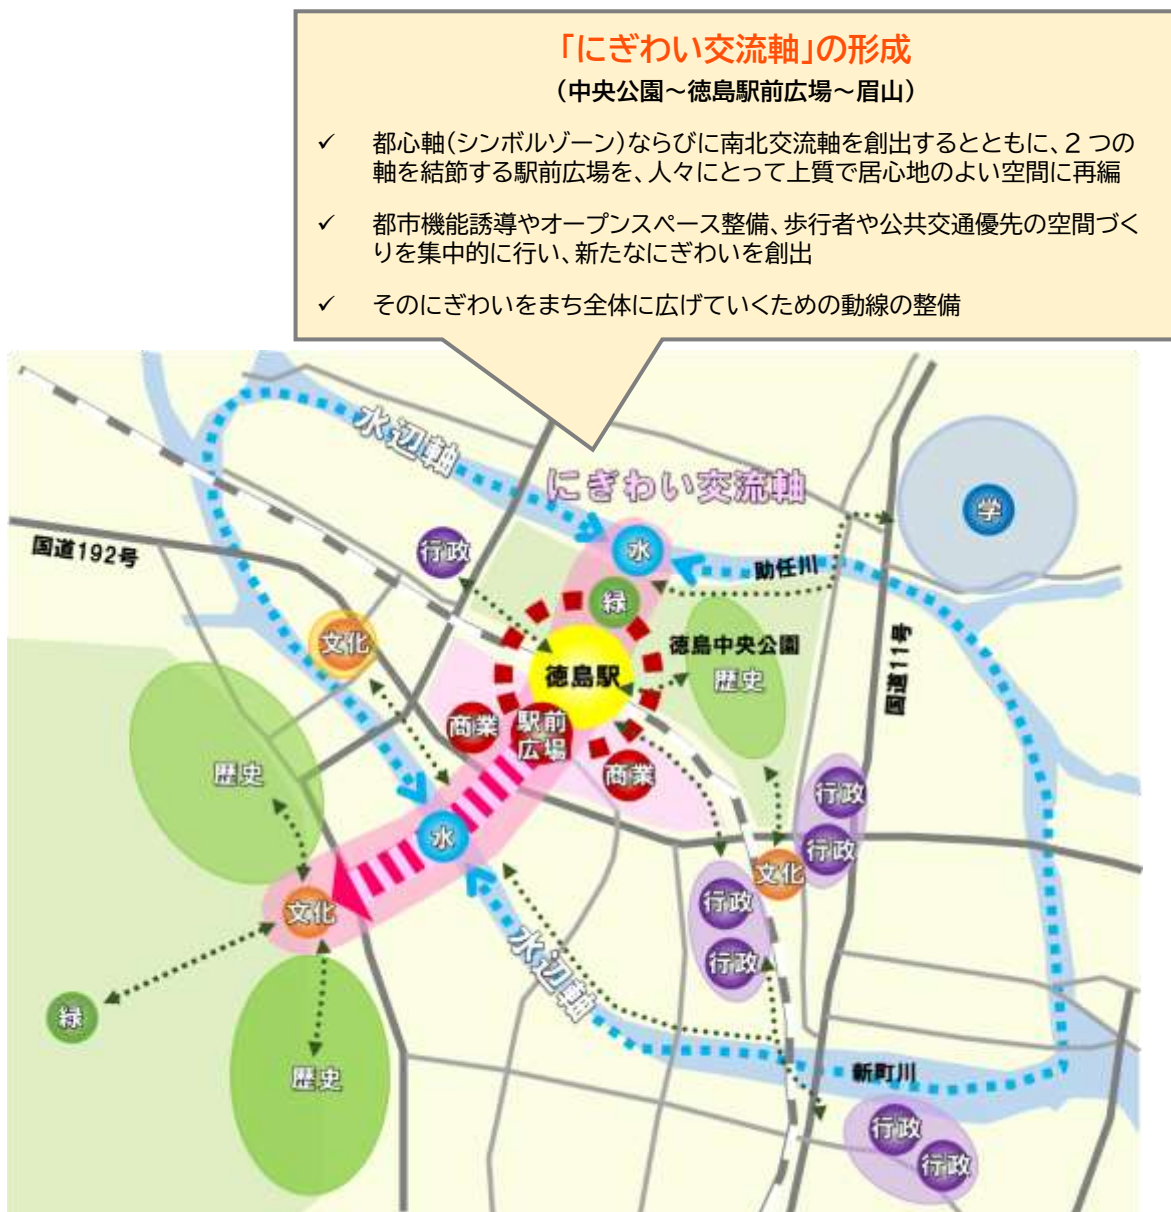 「にぎわい交流軸」の形成
（中央公園～徳島駅前広場～眉山）
✓ 都心軸（シンボルゾーン）ならびに南北交流軸を創出するとともに、２つの
軸を結節する駅前広場を、人々にとって上質で居心地のよい空間に再編
✓ 都市機能誘導やオープンスペース整備、歩行者や公共交通優先の空間づく
りを集中的に行い、新たなにぎわいを創出
✓ そのにぎわいをまち全体に広げていくための動線の整備
水辺軸
にぎわい交流軸
学
国道192号
行政
水
助任川
緑
文化
徳島中央公園
徳島駅
歴史
国道11号
商業
駅前
広場
商業
歴史
行政
水
行政
文化
行政
文化
行政
水辺軸
緑
歴史
新町川
行政
行政